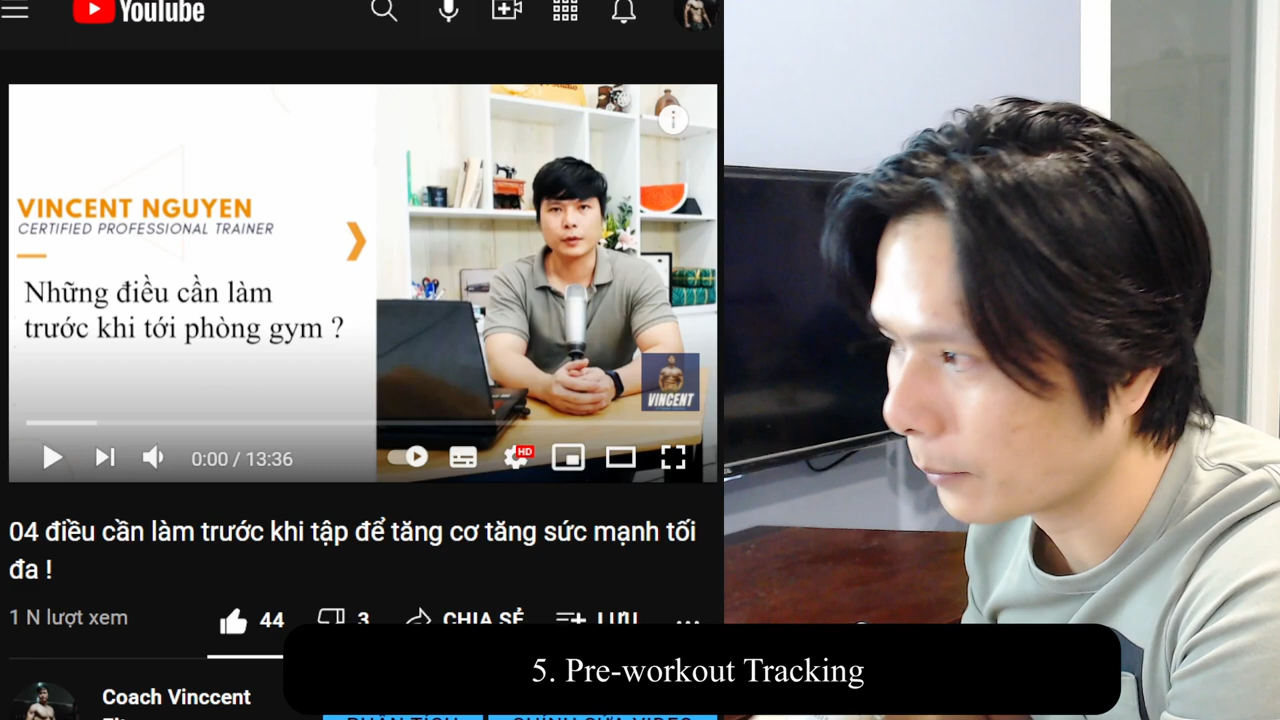 YouTube
VINCENT NGUYEN
CERTIFIED PROFESSIONAL TRAINER
Những điều cần làm
trước khi tới phòng gym ?
VINCENT
0:00 / 13:36
HD
04 điều cần làm trước khi tập để tăng cơ tăng sức mạnh tối
đa !
1 N lượt xem
44
3
CHIA SẺ
LƯU
5. Pre-workout Tracking
Coach Vinccent